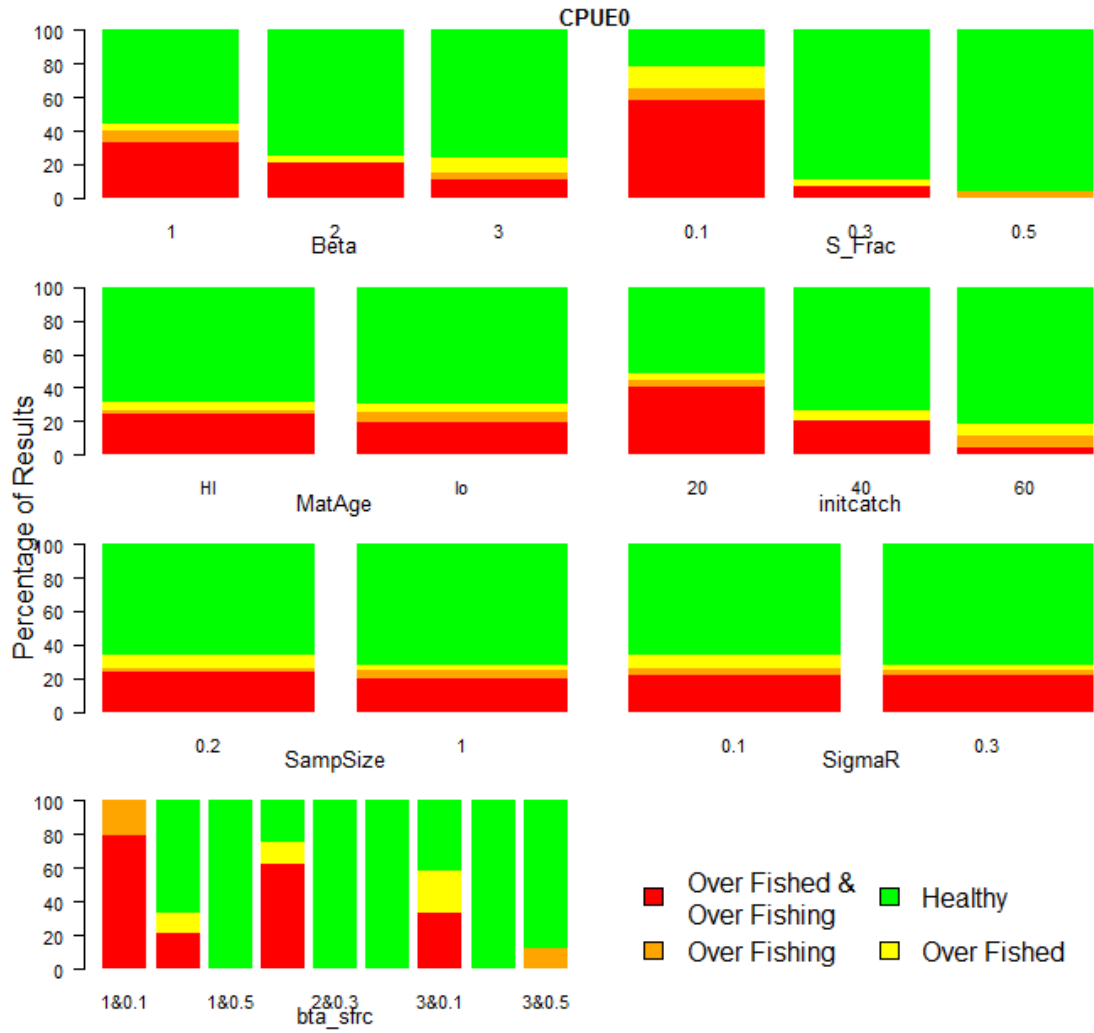 CPUE0
Percentage of Results
100
80
60
40
20
0
1 2 3
Beta
0.1 0.3 0.5
S_Frac
100
80
60
40
20
0
HI lo
MatAge
20 40 60
initcatch
100
80
60
40
20
0
0.2 1
SampSize
0.1 0.3
SigmaR
100
80
60
40
20
0
1&0.1 1&0.5 2&0.3 3&0.1 3&0.5
bta_sfrc
Over Fished &
Over Fishing
Over Fishing
Healthy
Over Fished